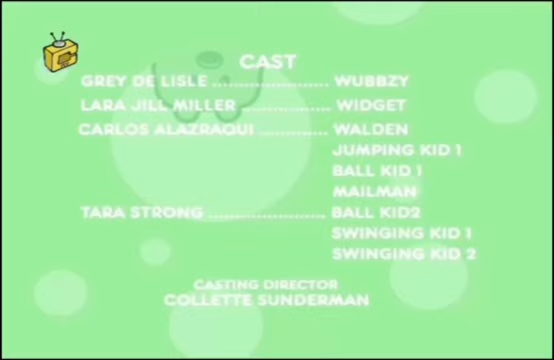 CAST
GREY DE LISLE ..................... WUBBZY
LARA JILL MILLER ................ WIDGET
CARLOS ALAZRAQUI ............ WALDEN
JUMPING KID 1
BALL KID 1
MAILMAN
TARA STRONG ..................... BALL KID2
SWINGING KID 1
SWINGING KID 2
CASTING DIRECTOR
COLLETTE SUNDERMAN